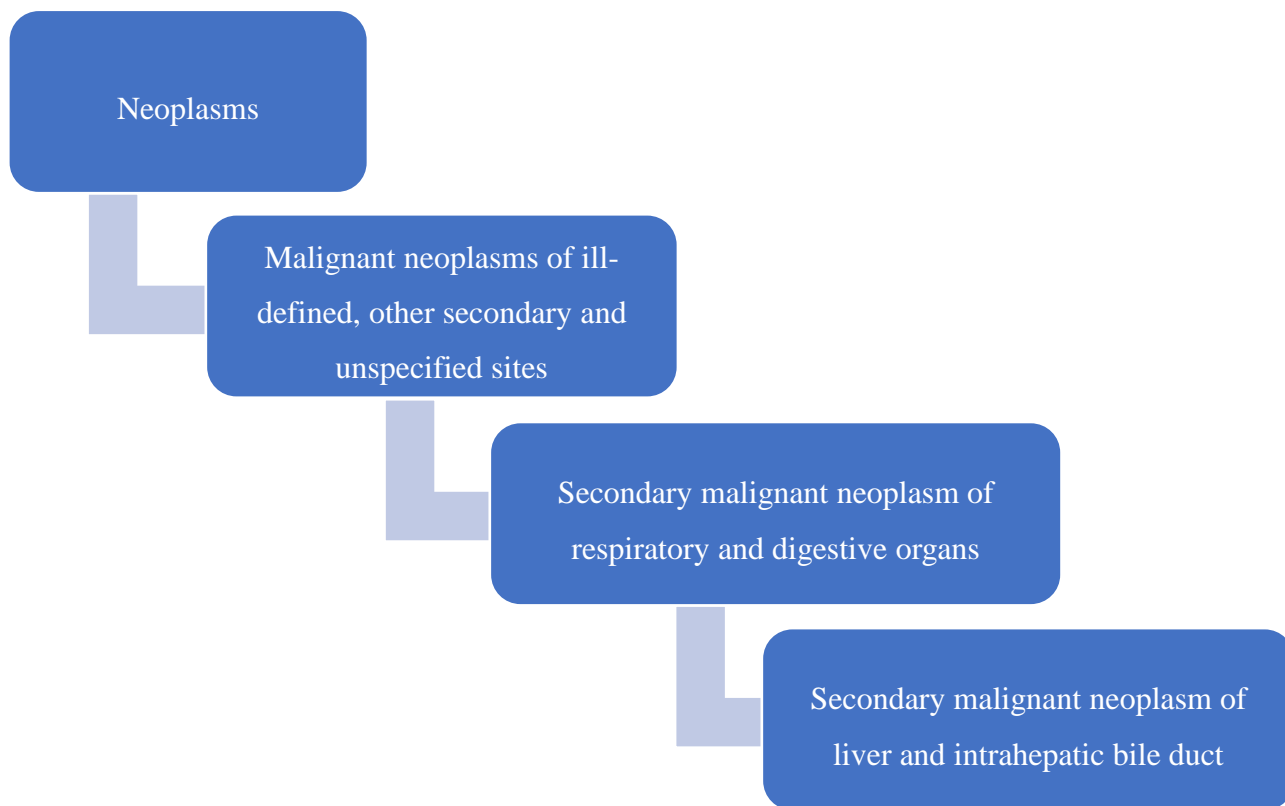 Neoplasms
Malignant neoplasms of ill-
defined, other secondary and
unspecified sites
Secondary malignant neoplasm of
respiratory and digestive organs
Secondary malignant neoplasm of
liver and intrahepatic bile duct